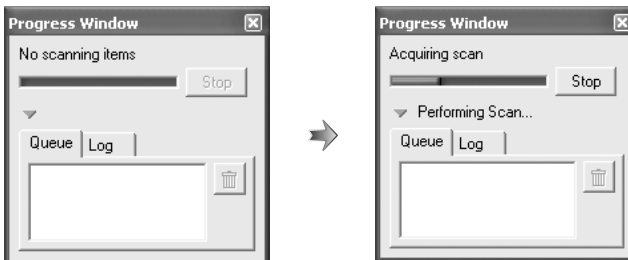 Progress Window
No scanning items
Stop
Queue
Log
Progress Window
Acquiring scan
Stop
Performing Scan...
Queue
Log